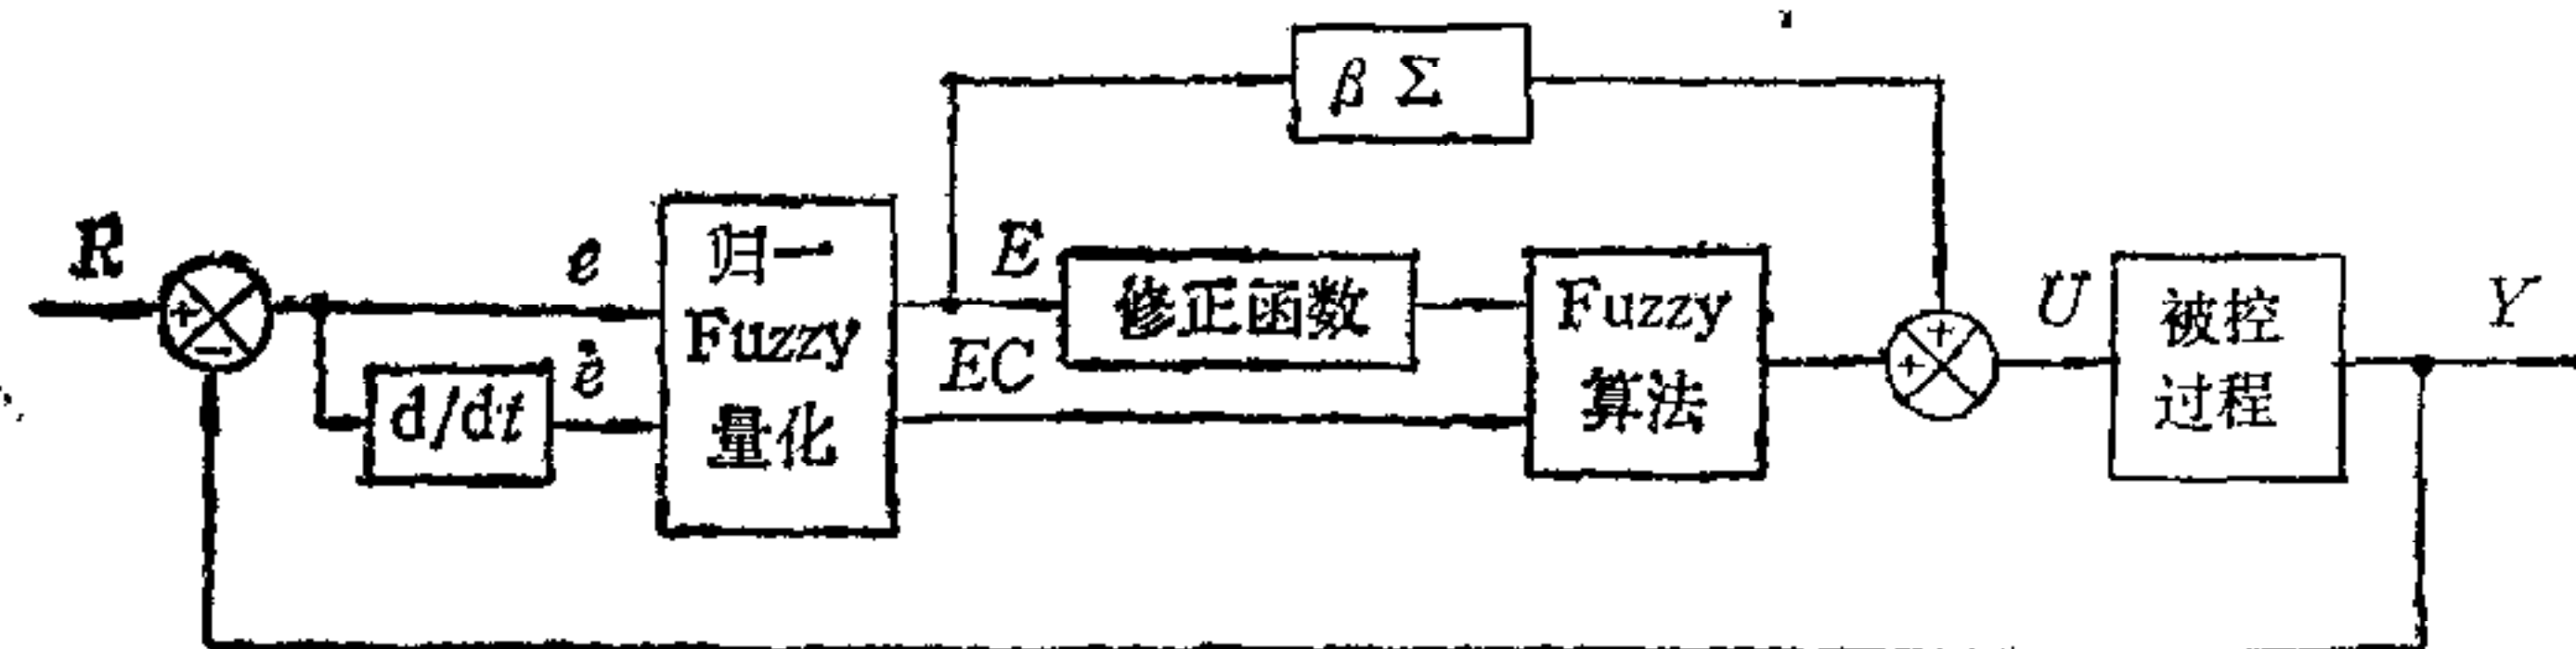 β Σ
R
+
−
e
d/dt
ė
归一
Fuzzy
量化
E
EC
修正函数
Fuzzy
算法
+
+
U
被控
过程
Y